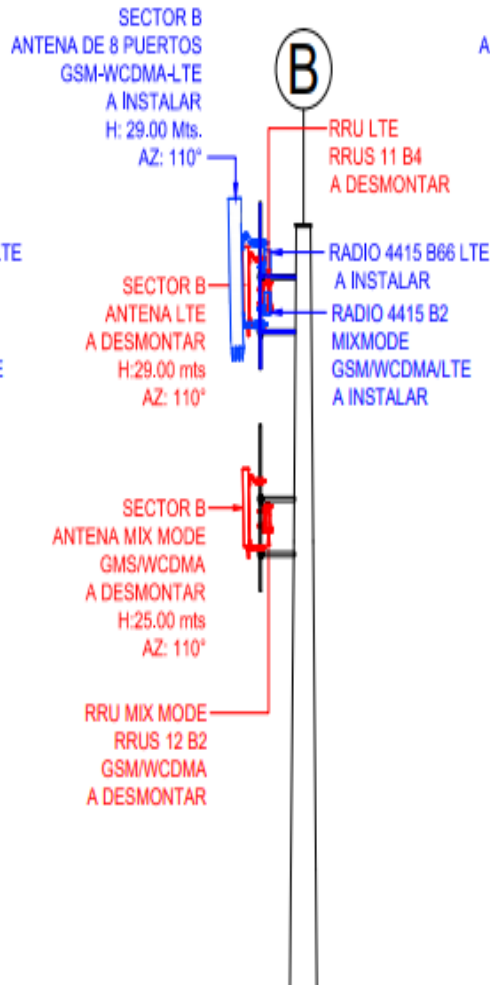 SECTOR B
ANTENA DE 8 PUERTOS
GSM-WCDMA-LTE
A INSTALAR
H: 29.00 Mts.
AZ: 110°
B
A
RRU LTE
RRUS 11 B4
A DESMONTAR
TE
RADIO 4415 B66 LTE
A INSTALAR
RADIO 4415 B2
MIXMODE
GSM/WCDMA/LTE
A INSTALAR
SECTOR B
ANTENA LTE
A DESMONTAR
H:29.00 mts
AZ: 110°
E
SECTOR B
ANTENA MIX MODE
GMS/WCDMA
A DESMONTAR
H:25.00 mts
AZ: 110°
RRU MIX MODE
RRUS 12 B2
GSM/WCDMA
A DESMONTAR